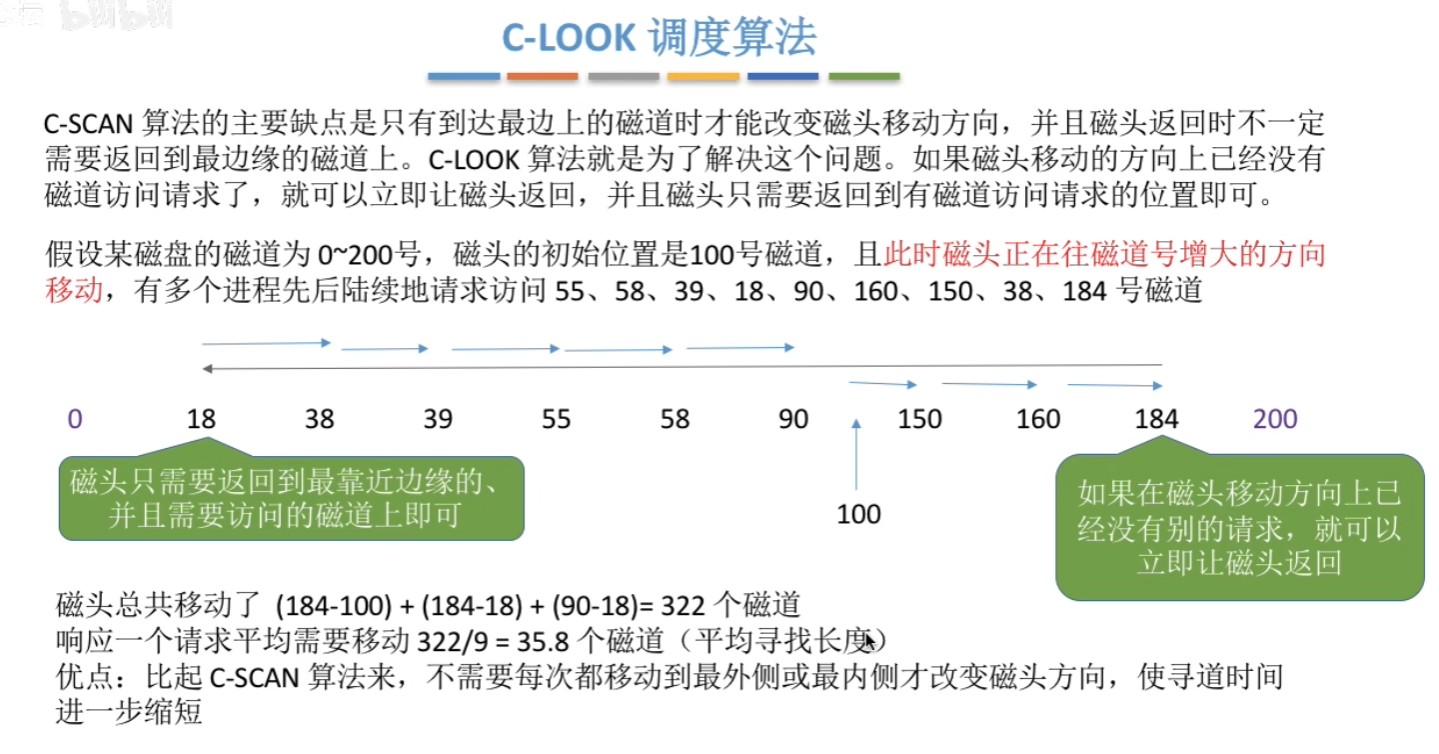 C-LOOK 调度算法
C-SCAN 算法的主要缺点是只有到达最边上的磁道时才能改变磁头移动方向，并且磁头返回时不一定
需要返回到最边缘的磁道上。C-LOOK 算法就是为了解决这个问题。如果磁头移动的方向上已经没有
磁道访问请求了，就可以立即让磁头返回，并且磁头只需要返回到有磁道访问请求的位置即可。
假设某磁盘的磁道为 0~200号，磁头的初始位置是100号磁道，且此时磁头正在往磁道号增大的方向
移动，有多个进程先后陆续地请求访问 55、58、39、18、90、160、150、38、184 号磁道
0 18 38 39 55 58 90 150 160 184 200
磁头只需要返回到最靠近边缘的、
并且需要访问的磁道上即可
100
如果在磁头移动方向上已
经没有别的请求，就可以
立即让磁头返回
磁头总共移动了 (184-100) + (184-18) + (90-18)= 322 个磁道
响应一个请求平均需要移动 322/9 = 35.8 个磁道（平均寻找长度）
优点：比起 C-SCAN 算法来，不需要每次都移动到最外侧或最内侧才改变磁头方向，使寻道时间
进一步缩短